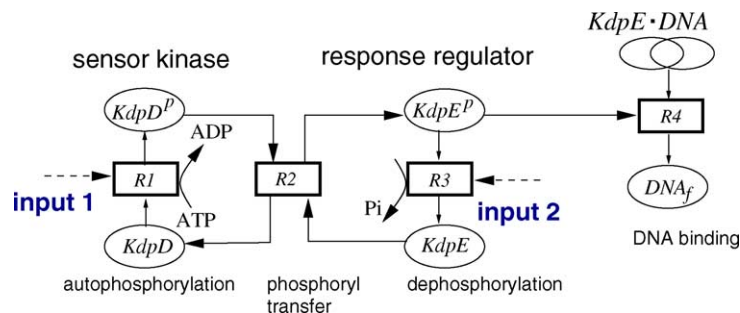 KdpE·DNA
sensor kinase
response regulator
KdpD^p
ADP
KdpE^p
R4
R1
R2
R3
input 1
ATP
Pi
input 2
DNA_f
KdpD
KdpE
DNA binding
autophosphorylation
phosphoryl
transfer
dephosphorylation